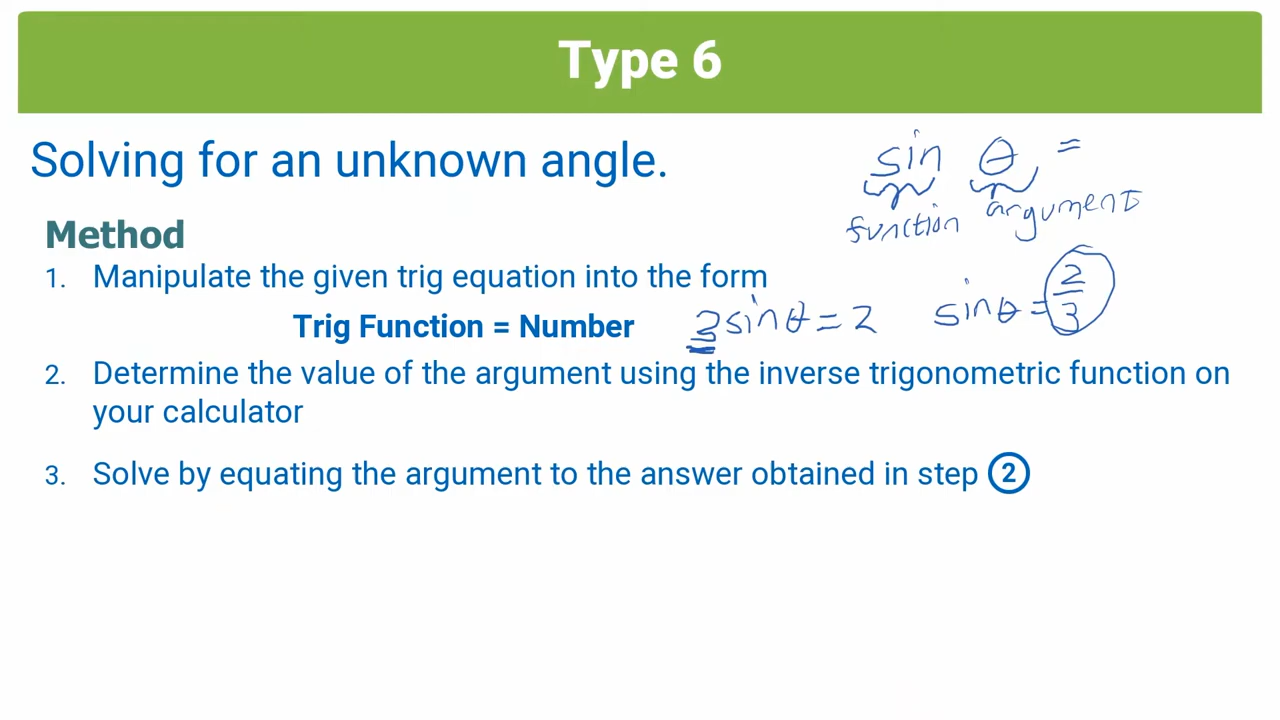 Type 6
Solving for an unknown angle.
sin θ =
function argument
Method
1. Manipulate the given trig equation into the form
Trig Function = Number
3sinθ = 2 sinθ = 2/3
2. Determine the value of the argument using the inverse trigonometric function on
your calculator
3. Solve by equating the argument to the answer obtained in step 2